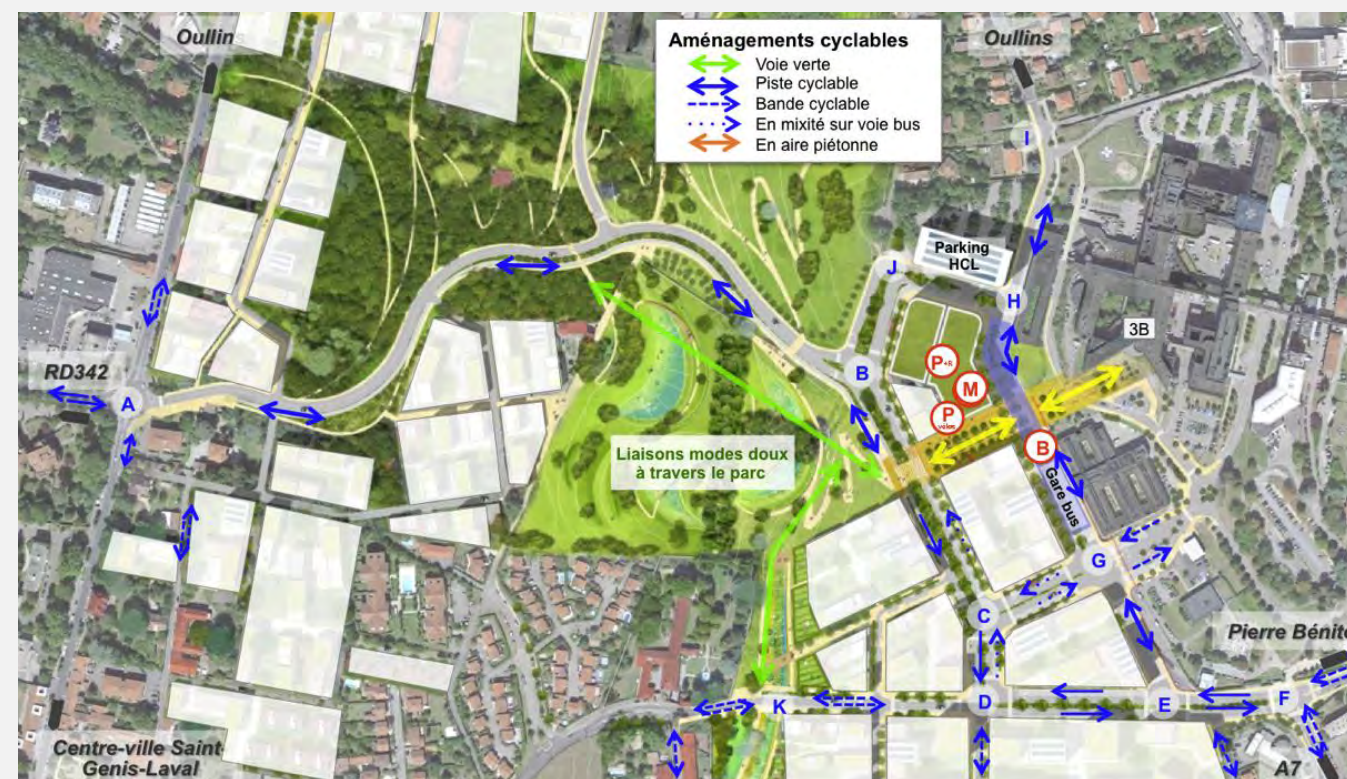 Oullin
Oullins
Aménagements cyclables
Voie verte
Piste cyclable
Bande cyclable
En mixité sur voie bus
En aire piétonne
I
Parking
HCL
J
H
3B
P+R
M
P
vélos
B
B
RD342
A
Liaisons modes doux
à travers le parc
Gare bus
G
C
Pierre Bénite
K
D
E
F
Centre-ville Saint-
Genis-Laval
A7